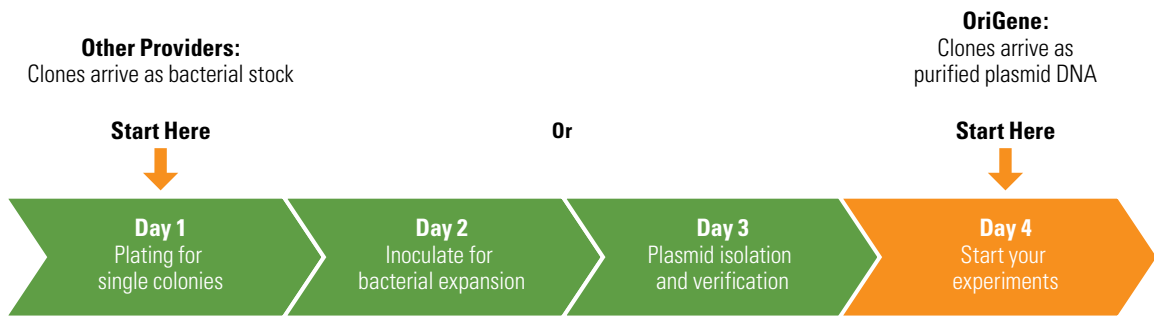 Other Providers:
Clones arrive as bacterial stock
Start Here
Or
OriGene:
Clones arrive as
purified plasmid DNA
Start Here
Day 1
Plating for
single colonies
Day 2
Inoculate for
bacterial expansion
Day 3
Plasmid isolation
and verification
Day 4
Start your
experiments